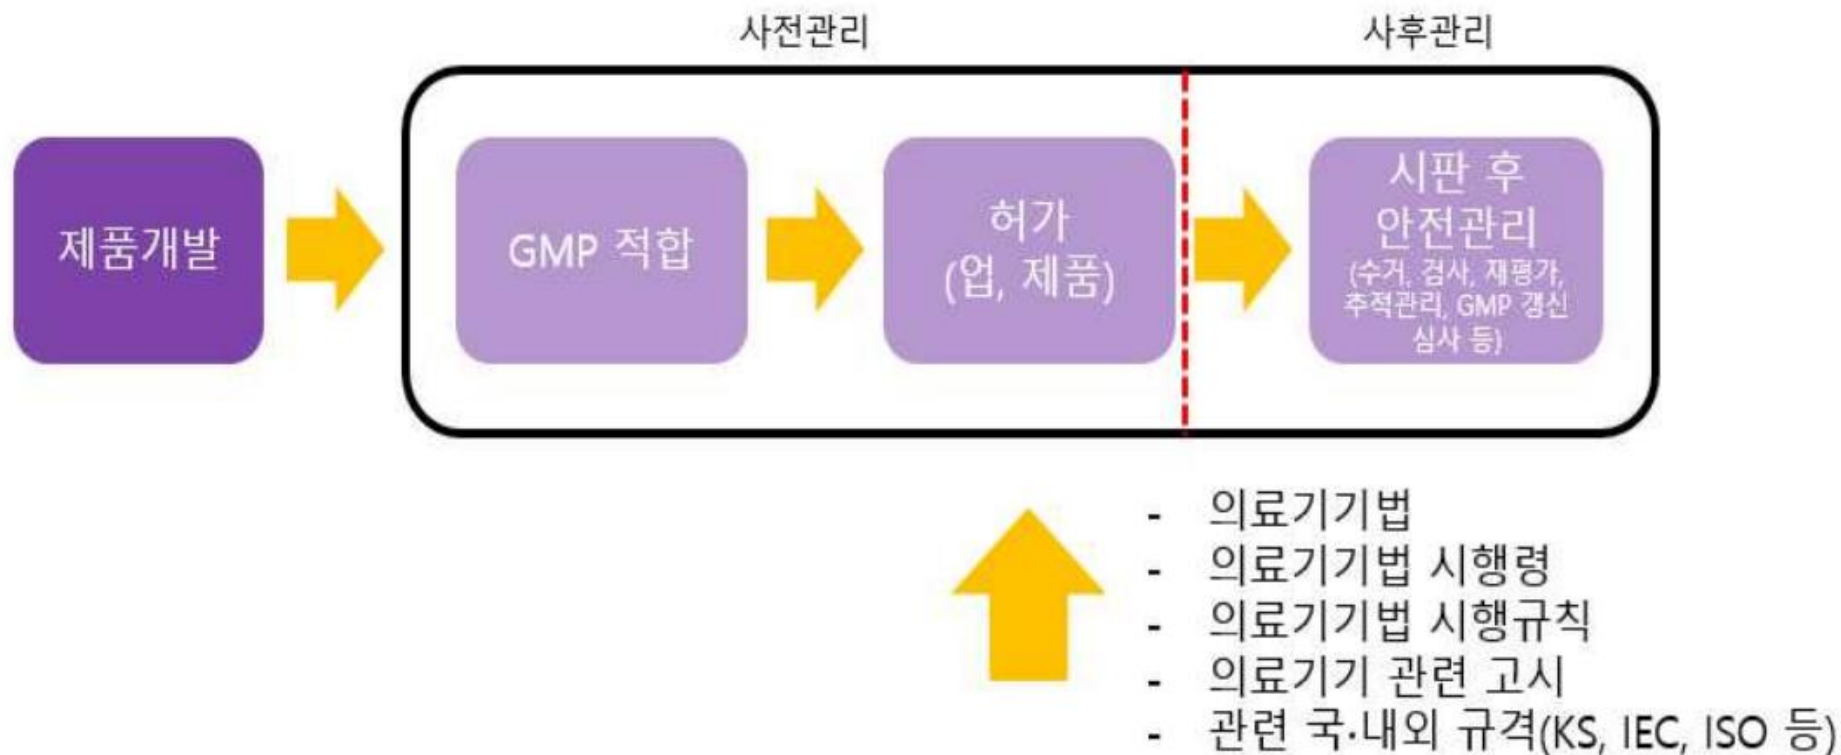 사전관리
사후관리
제품개발
GMP 적합
허가
(업, 제품)
시판 후
안전관리
(수거, 검사, 재평가,
추적관리, GMP 갱신
심사 등)
- 의료기기법
- 의료기기법 시행령
- 의료기기법 시행규칙
- 의료기기 관련 고시
- 관련 국·내외 규격(KS, IEC, ISO 등)